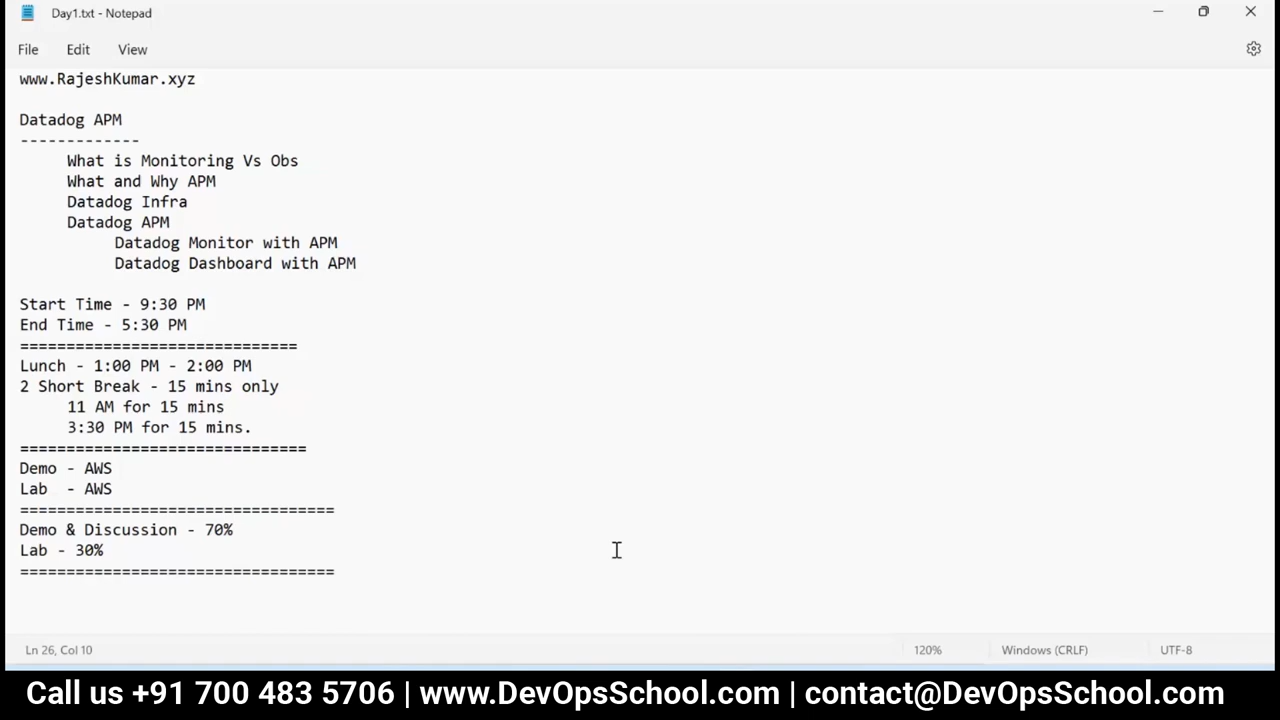 Day1.txt - Notepad
File Edit View
www.RajeshKumar.xyz
Datadog APM
-------------
What is Monitoring Vs Obs
What and Why APM
Datadog Infra
Datadog APM
Datadog Monitor with APM
Datadog Dashboard with APM
Start Time - 9:30 PM
End Time - 5:30 PM
==============================
Lunch - 1:00 PM - 2:00 PM
2 Short Break - 15 mins only
11 AM for 15 mins
3:30 PM for 15 mins.
===============================
Demo - AWS
Lab  - AWS
==================================
Demo & Discussion - 70%
Lab - 30%
==================================
Ln 26, Col 10 120% Windows (CRLF) UTF-8
Call us +91 700 483 5706 | www.DevOpsSchool.com | contact@DevOpsSchool.com